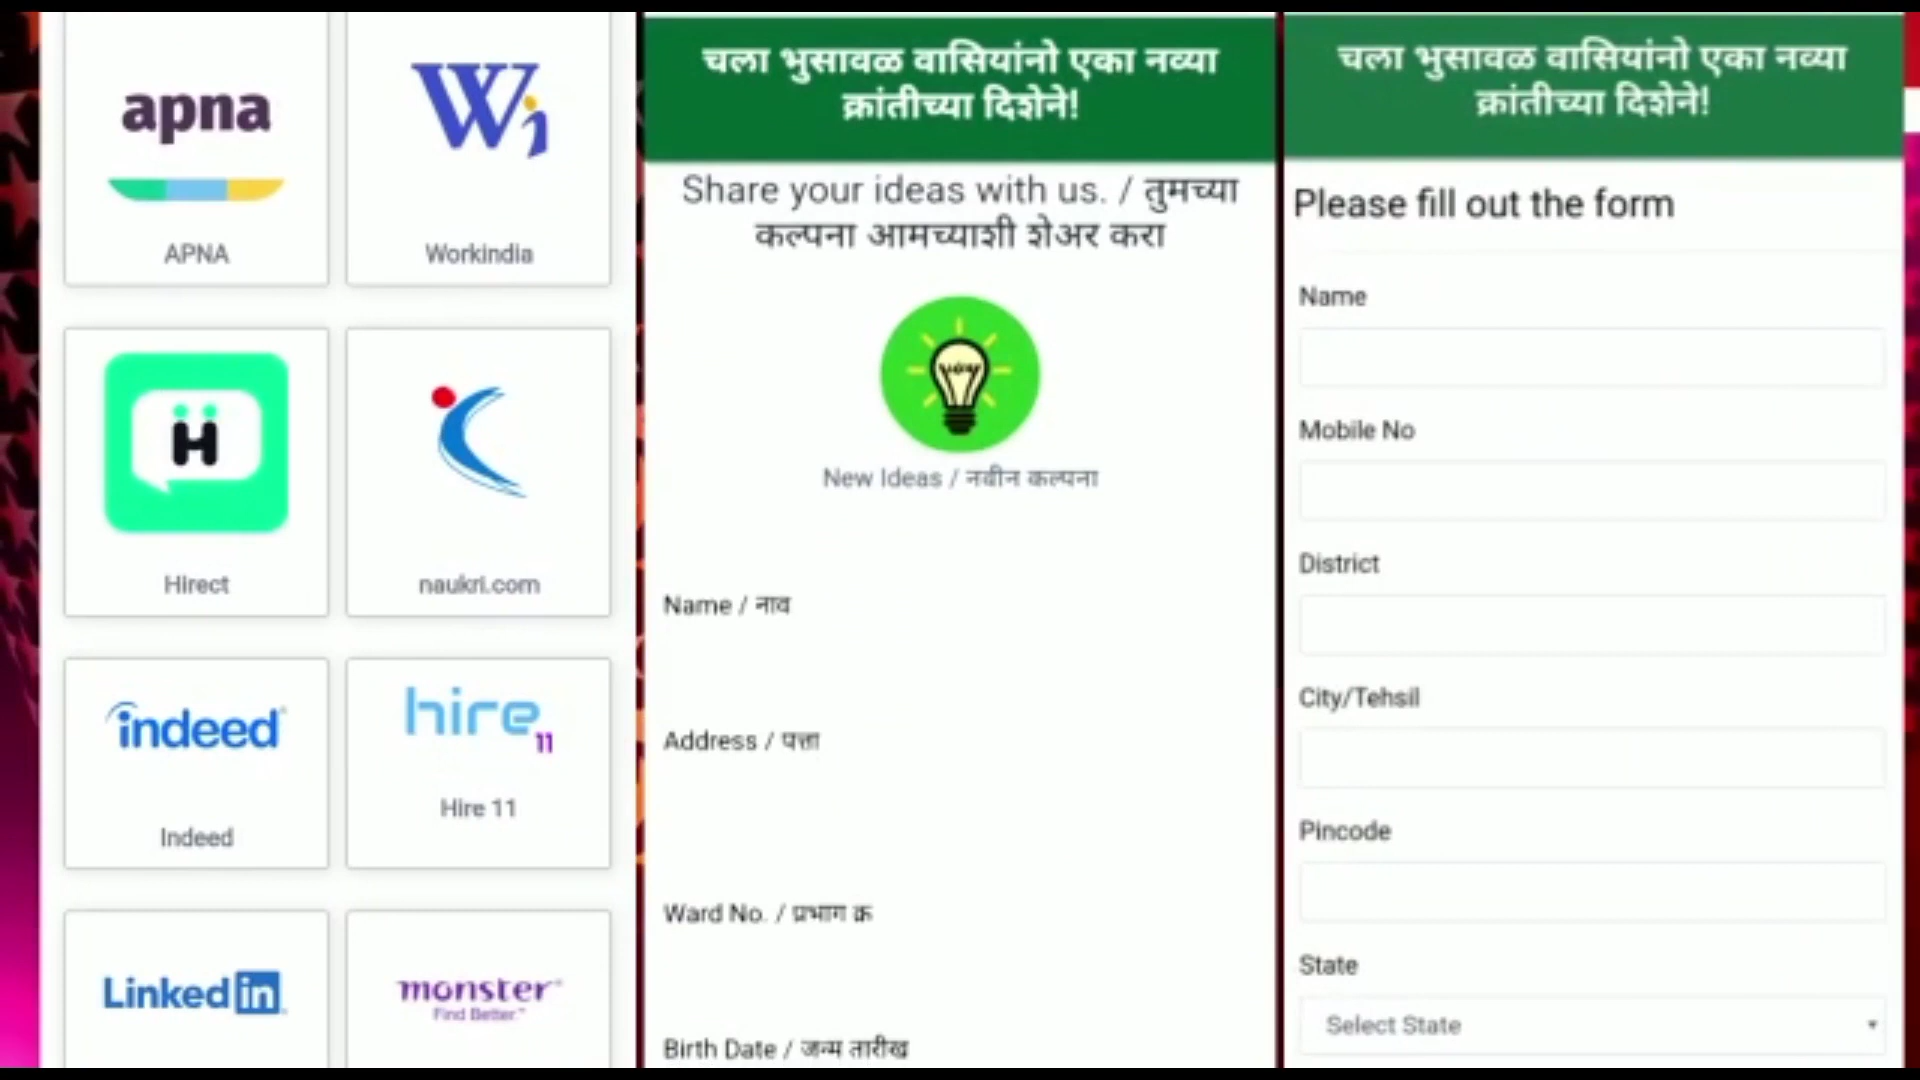 apna
APNA
Wi
Workindia
H
Hirect
naukri.com
indeed
Indeed
hire 11
Hire 11
Linked in
monster
Find Better™
चला भुसावळ वासियांनो एका नव्या
क्रांतीच्या दिशेने!
Share your ideas with us. / तुमच्या
कल्पना आमच्याशी शेअर करा
New Ideas / नवीन कल्पना
Name / नाव
Address / पत्ता
Ward No. / प्रभाग क्र
Birth Date / जन्म तारीख
चला भुसावळ वासियांनो एका नव्या
क्रांतीच्या दिशेने!
Please fill out the form
Name
Mobile No
District
City/Tehsil
Pincode
State
Select State